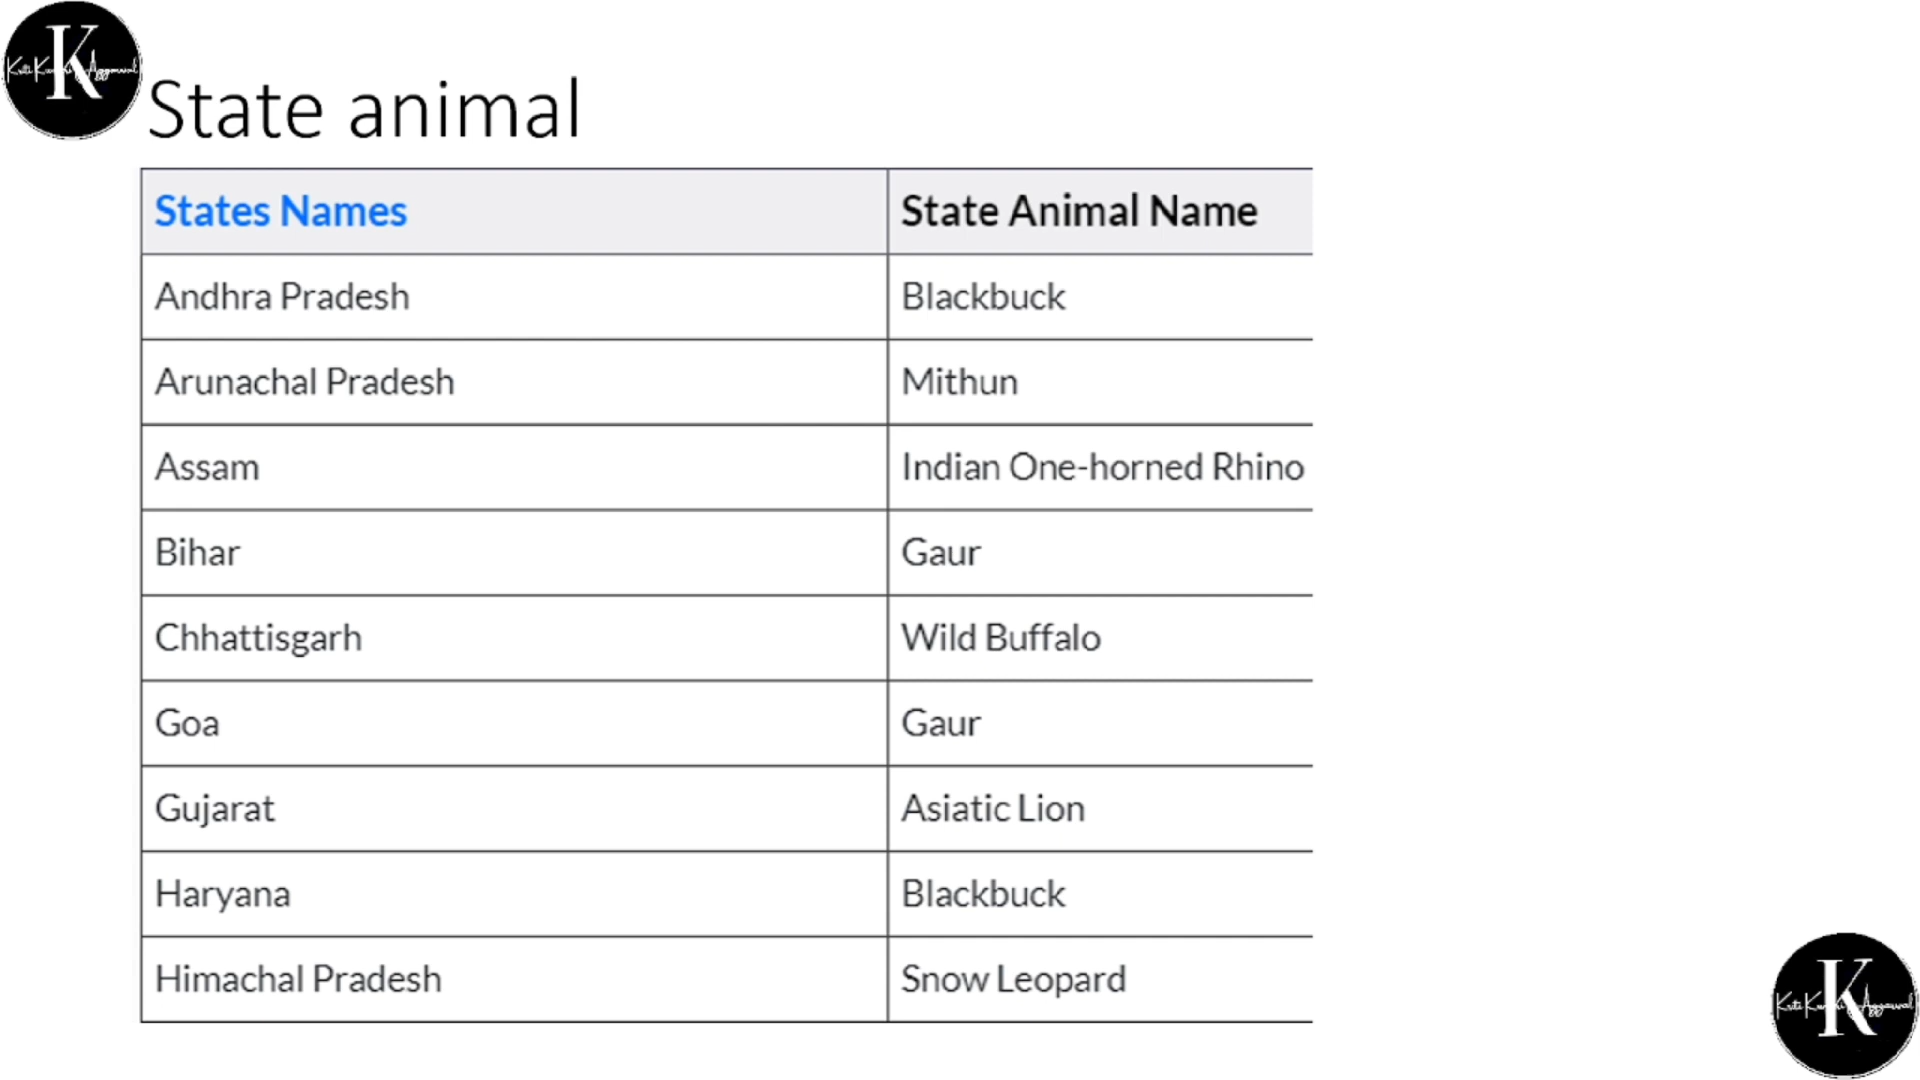 K
State animal
States Names State Animal Name
Andhra Pradesh Blackbuck
Arunachal Pradesh Mithun
Assam Indian One-horned Rhino
Bihar Gaur
Chhattisgarh Wild Buffalo
Goa Gaur
Gujarat Asiatic Lion
Haryana Blackbuck
Himachal Pradesh Snow Leopard
K